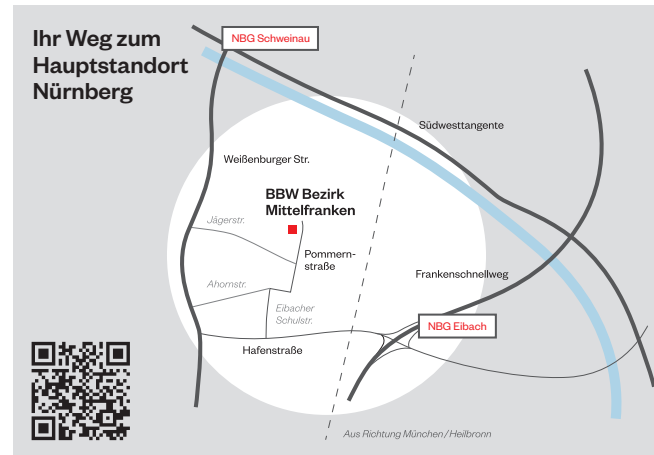 Ihr Weg zum
Hauptstandort
Nürnberg
NBG Schweinau
Südwesttangente
Weißenburger Str.
BBW Bezirk
Mittelfranken
Jägerstr.
Pommern-
straße
Frankenschnellweg
Ahornstr.
Eibacher
Schulstr.
NBG Eibach
Hafenstraße
Aus Richtung München/Heilbronn